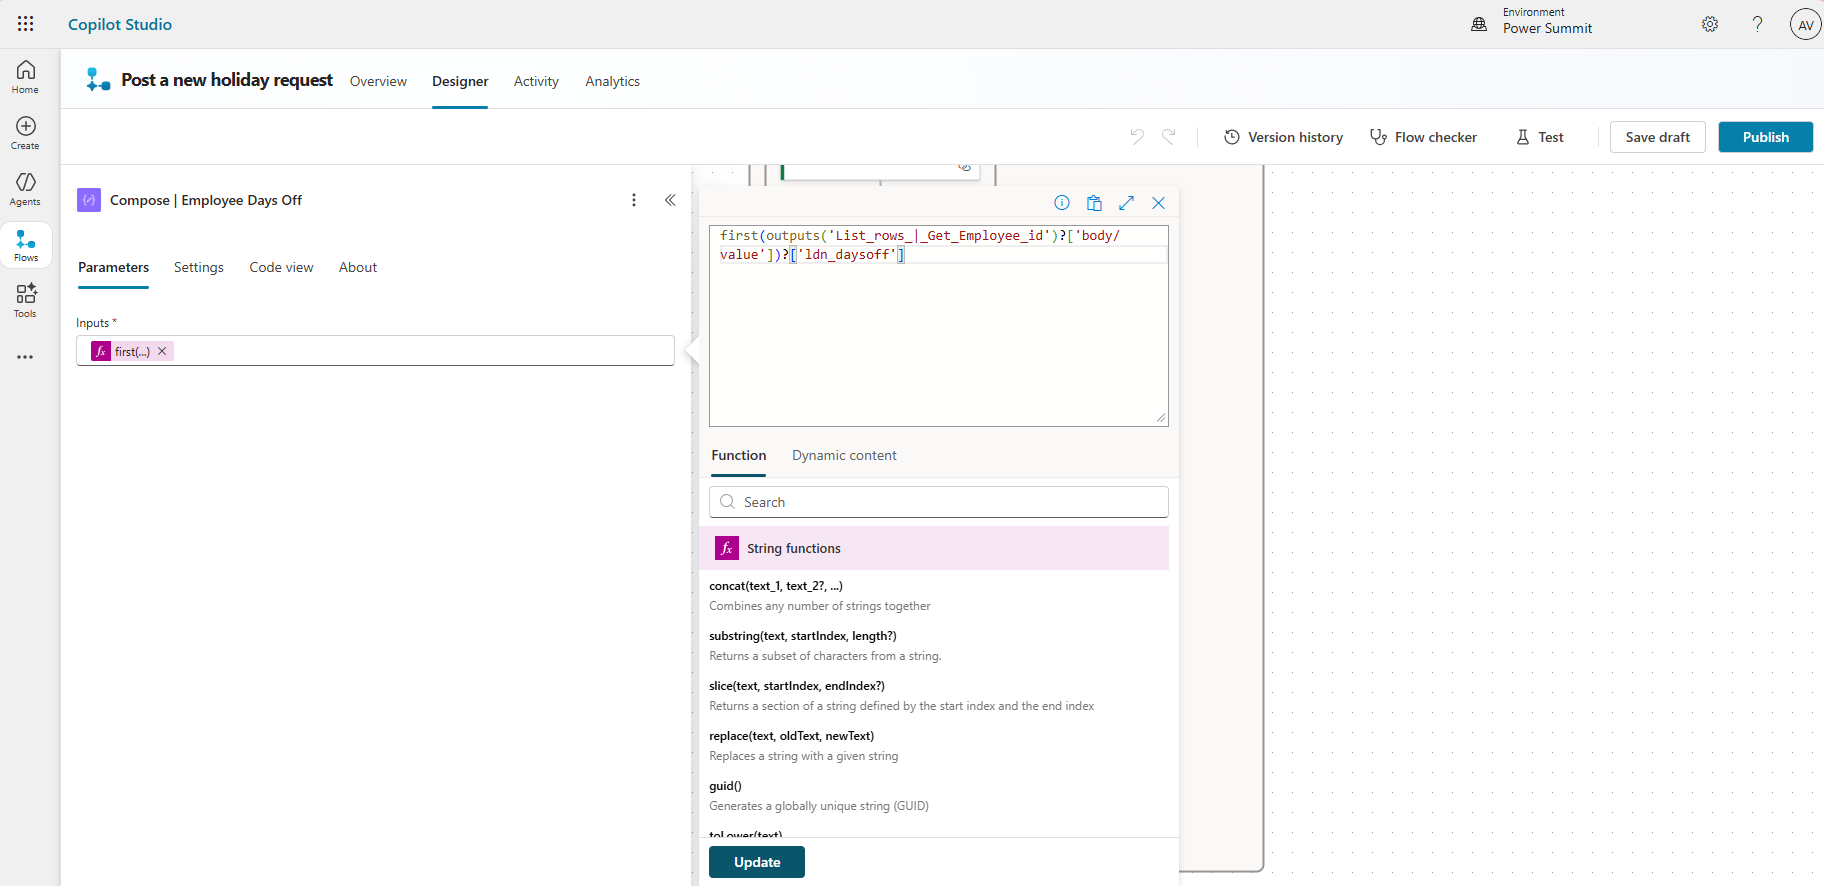 Copilot Studio
Environment
Power Summit
AV
Home
Create
Agents
Flows
Tools
Post a new holiday request
Overview
Designer
Activity
Analytics
Version history
Flow checker
Test
Save draft
Publish
Compose | Employee Days Off
Parameters
Settings
Code view
About
Inputs *
fx first(...)
first(outputs('List_rows_|_Get_Employee_id')?['body/
value'])?['ldn_daysoff']
Function
Dynamic content
Search
fx String functions
concat(text_1, text_2?, ...)
Combines any number of strings together
substring(text, startIndex, length?)
Returns a subset of characters from a string.
slice(text, startIndex, endIndex?)
Returns a section of a string defined by the start index and the end index
replace(text, oldText, newText)
Replaces a string with a given string
guid()
Generates a globally unique string (GUID)
toLower(text)
Update